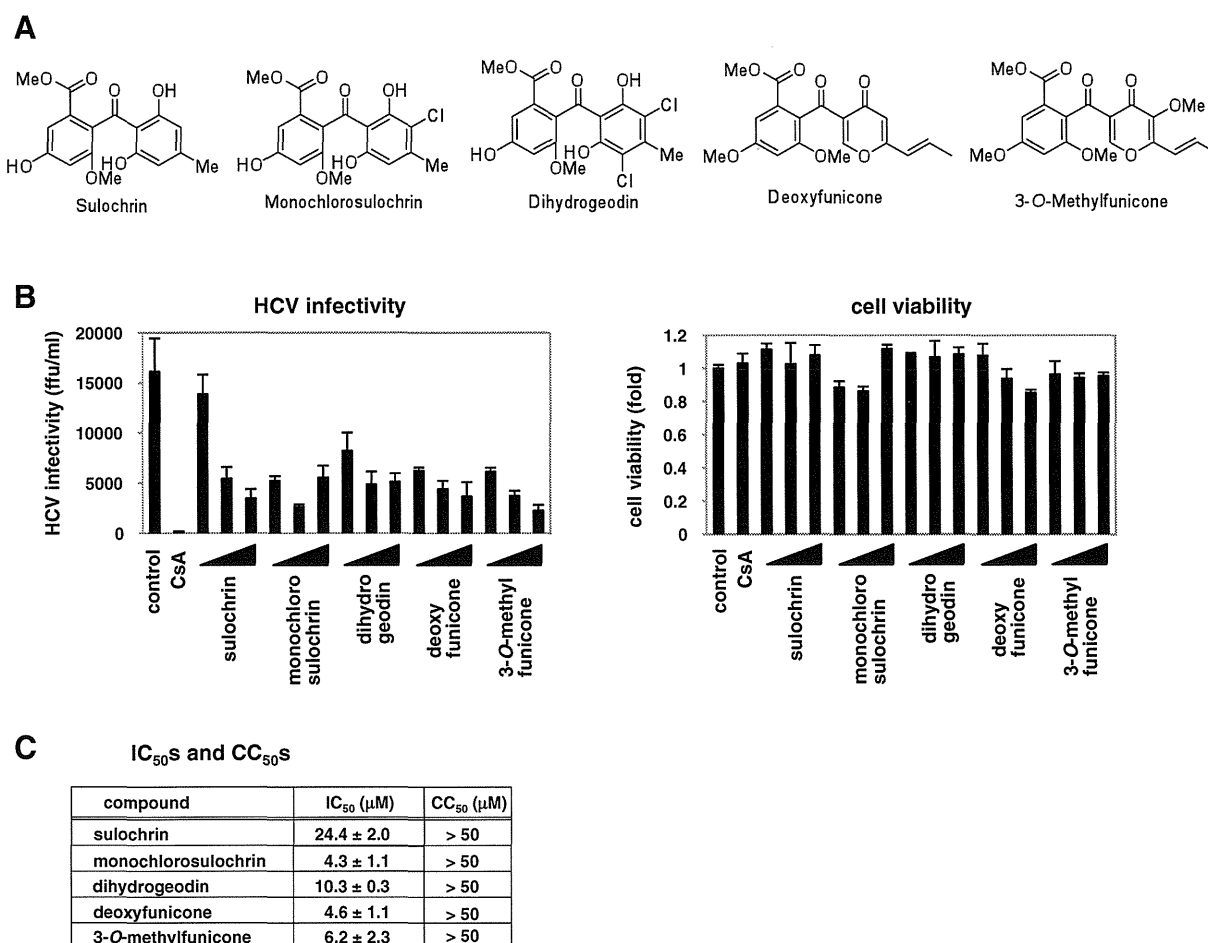 A
MeO O O OH HO HO OMe Me
Sulochrin
MeO O O OH Cl HO HO OMe Me
Monochlorosulochrin
MeO O O OH Cl HO HO OMe Me Cl
Dihydrogeodin
MeO O O O MeO OMe O
Deoxyfunicone
MeO O O O OMe MeO OMe O
3-O-Methylfunicone
B
HCV infectivity
HCV infectivity (ffu/ml)
20000
15000
10000
5000
0
control
CsA
sulochrin
monochloro
sulochrin
dihydro
geodin
deoxy
funicone
3-O-methyl
funicone
cell viability
cell viability (fold)
1.2
1
0.8
0.6
0.4
0.2
0
control
CsA
sulochrin
monochloro
sulochrin
dihydro
geodin
deoxy
funicone
3-O-methyl
funicone
C
IC50s and CC50s
compound IC50 (µM) CC50 (µM)
sulochrin 24.4 ± 2.0 > 50
monochlorosulochrin 4.3 ± 1.1 > 50
dihydrogeodin 10.3 ± 0.3 > 50
deoxyfunicone 4.6 ± 1.1 > 50
3-O-methylfunicone 6.2 ± 2.3 > 50